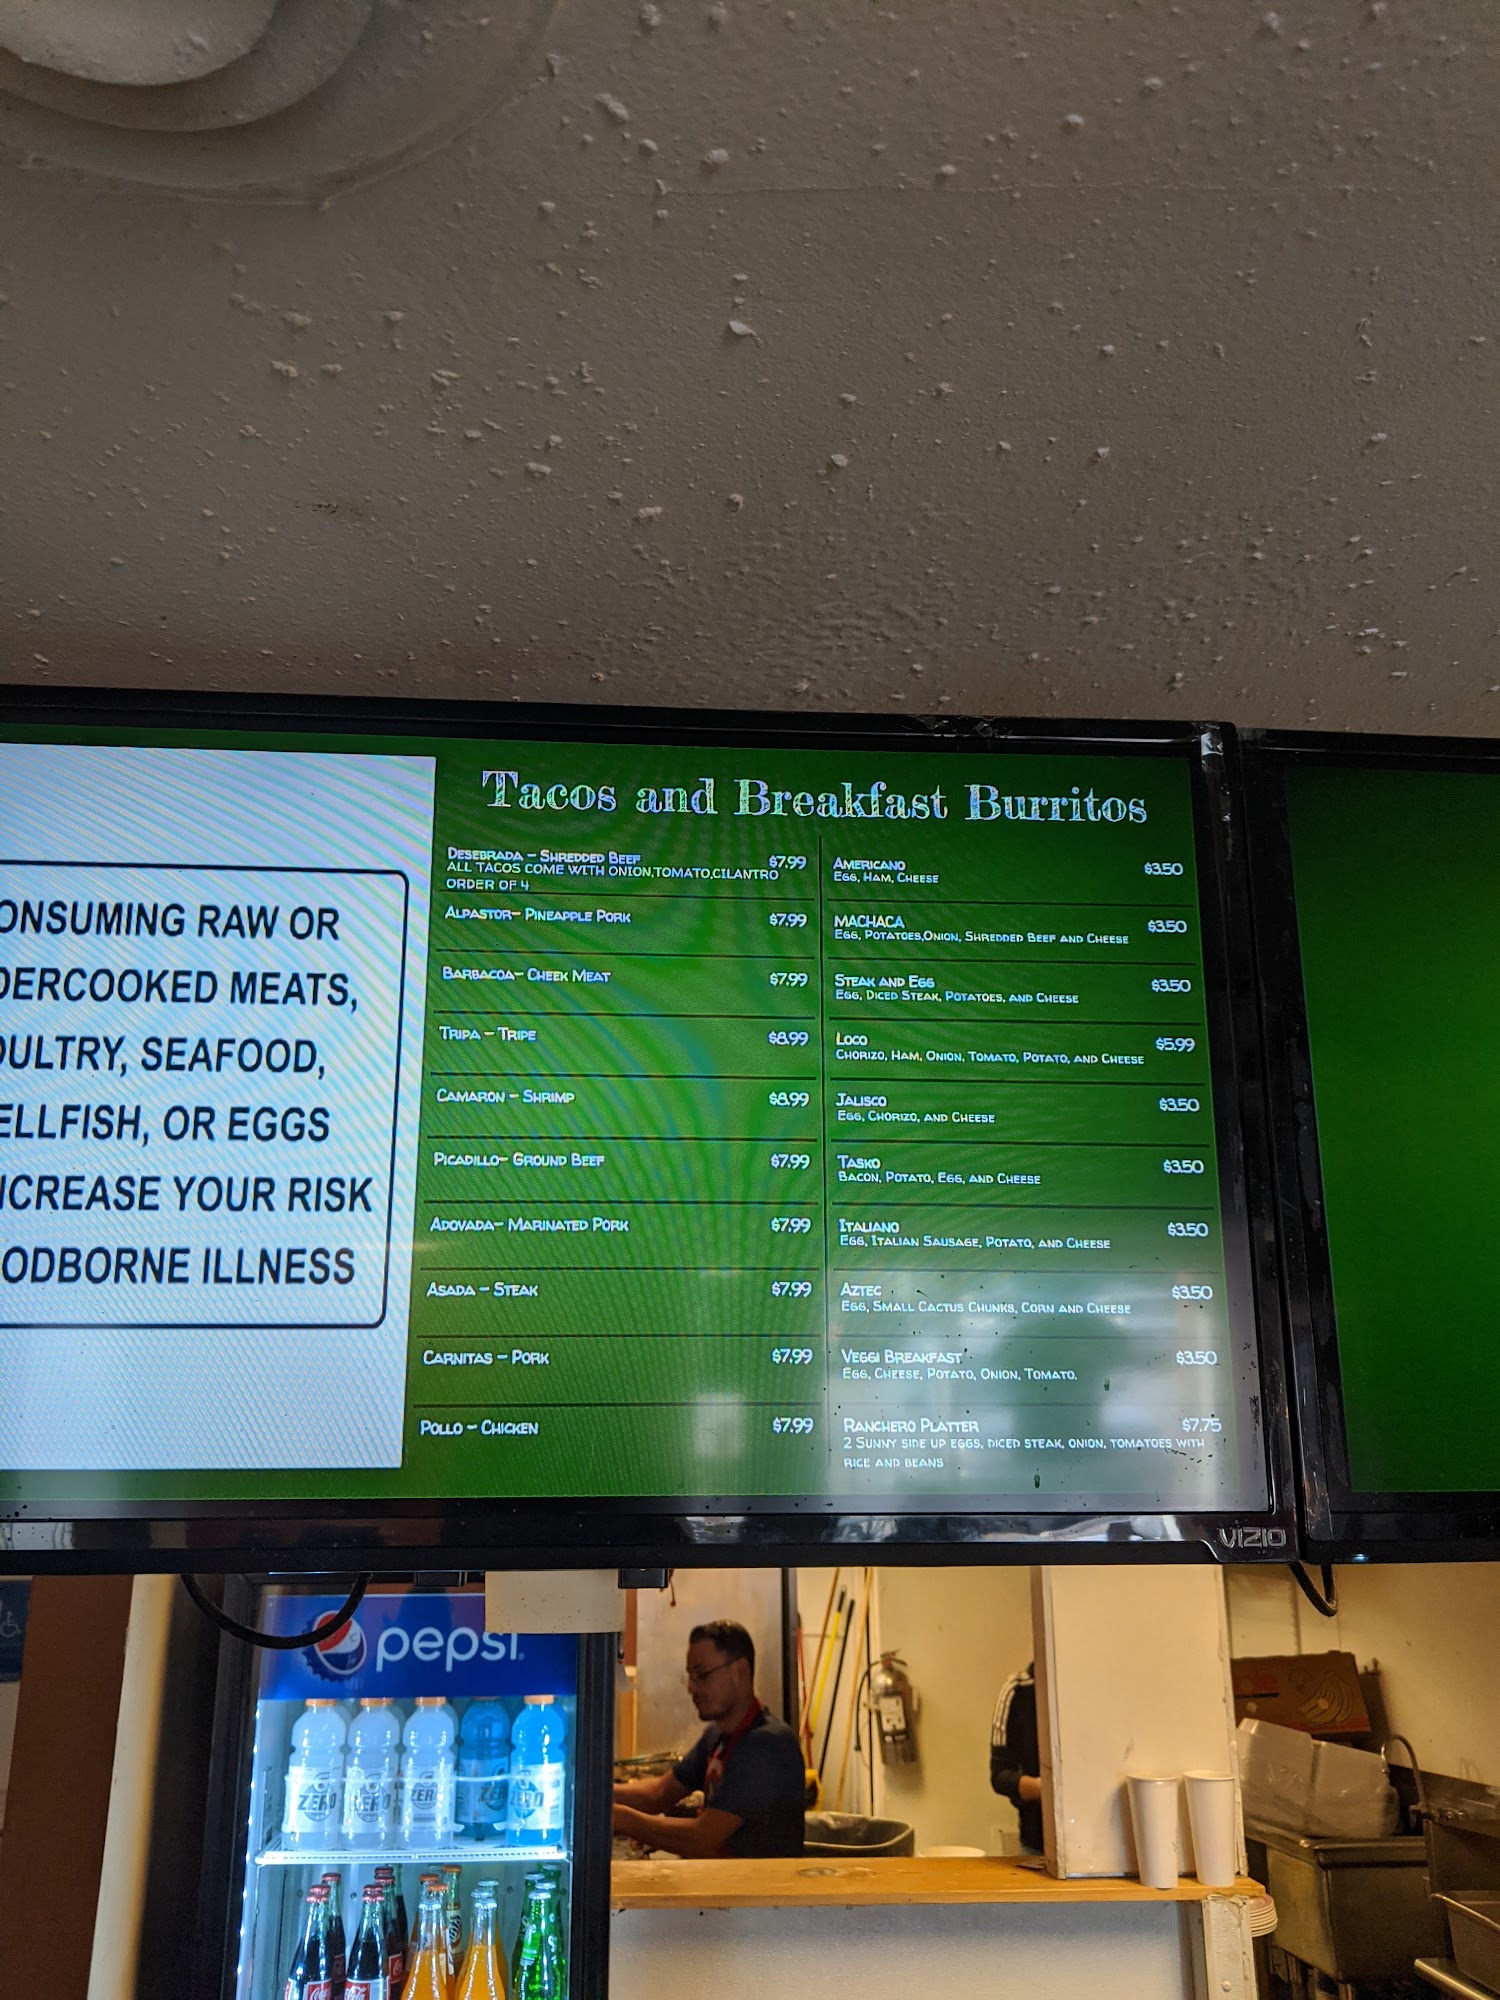 ONSUMING RAW OR
DERCOOKED MEATS,
OULTRY, SEAFOOD,
ELLFISH, OR EGGS
NCREASE YOUR RISK
ODBORNE ILLNESS
Tacos and Breakfast Burritos
Desebrada - Shredded Beef $7.99
ALL TACOS COME WITH ONION,TOMATO,CILANTRO
ORDER OF 4
Alpastor- Pineapple Pork $7.99
Barbacoa- Cheek Meat $7.99
Tripa - Tripe $8.99
Camaron - Shrimp $8.99
Picadillo- Ground Beef $7.99
Adovada- Marinated Pork $7.99
Asada - Steak $7.99
Carnitas - Pork $7.99
Pollo - Chicken $7.99
Americano $3.50
Egg, Ham, Cheese
MACHACA $3.50
Egg, Potatoes,Onion, Shredded Beef and Cheese
Steak and Egg $3.50
Egg, Diced Steak, Potatoes, and Cheese
Loco $5.99
Chorizo, Ham, Onion, Tomato, Potato, and Cheese
Jalisco $3.50
Egg, Chorizo, and Cheese
Tasko $3.50
Bacon, Potato, Egg, and Cheese
Italiano $3.50
Egg, Italian Sausage, Potato, and Cheese
Aztec $3.50
Egg, Small Cactus Chunks, Corn and Cheese
Veggi Breakfast $3.50
Egg, Cheese, Potato, Onion, Tomato.
Ranchero Platter $7.75
2 Sunny side up eggs, diced steak, onion, tomatoes with
rice and beans
VIZIO
pepsi
ZERO ZERO ZERO ZERO ZERO